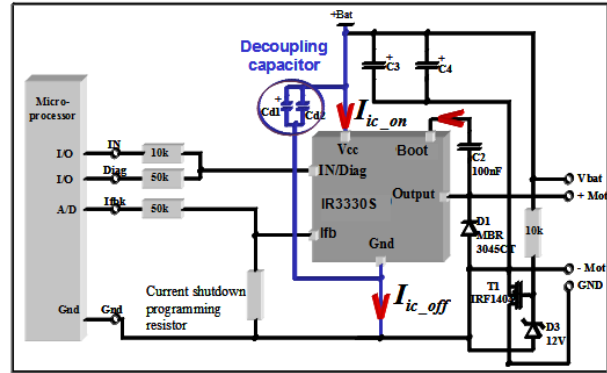 +Bat
Decoupling
capacitor
+
C3
+
C4
Micro-
processor
+
Cd1
Cd2
Iic_on
Vcc
Boot
C2
100nF
I/O
IN
10k
I/O
Diag
50k
IN/Diag
Output
Vbat
+ Mot
A/D
Ifbk
50k
IR3330S
D1
MBR
3045CT
10k
Ifb
Gnd
- Mot
GND
T1
Current shutdown
programming
resistor
Iic_off
D3
12V
Gnd
Gnd